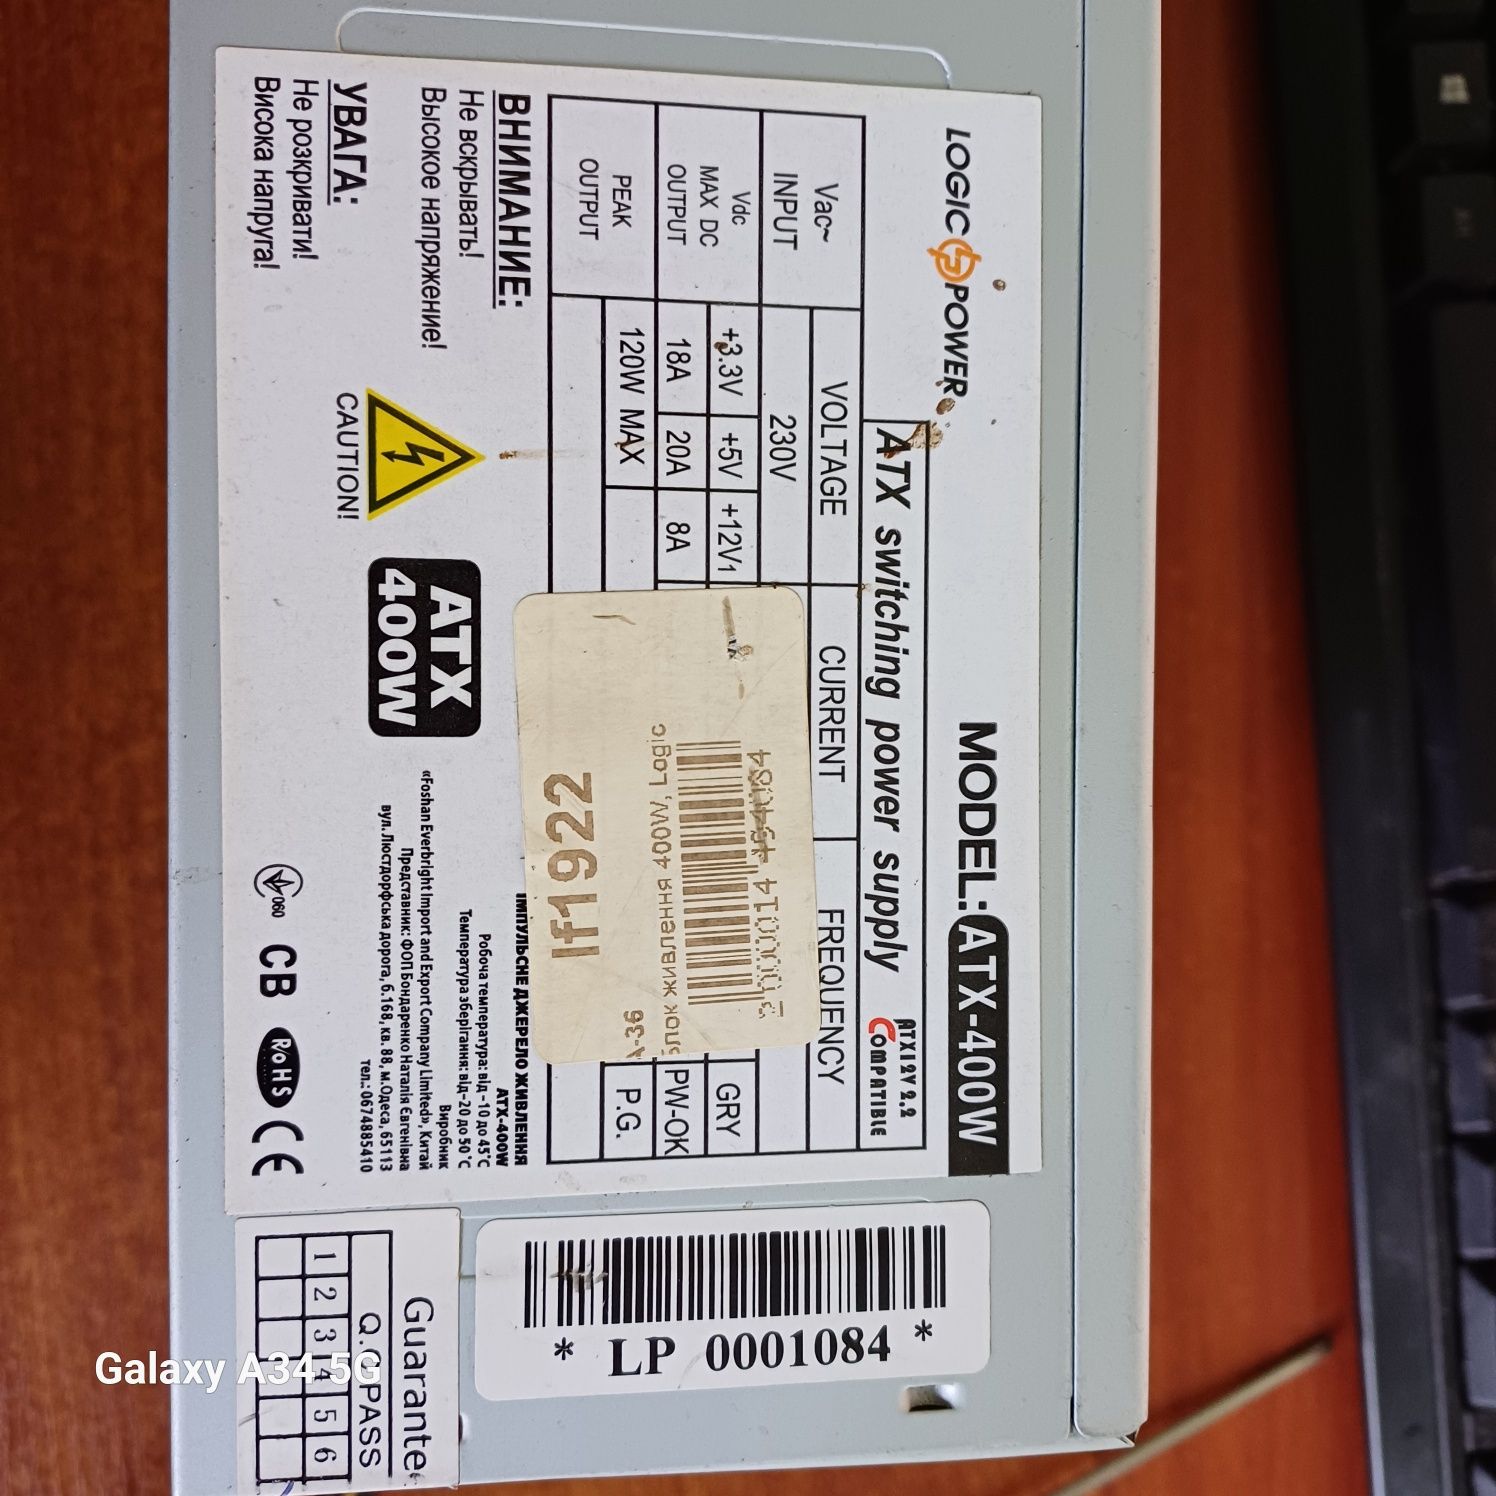 LOGIC POWER
MODEL: ATX-400W
ATX switching power supply
ATX12V 2.2
COMPATIBLE
Vac~
INPUT
VOLTAGE
CURRENT
FREQUENCY
230V
Vdc
MAX DC
OUTPUT
+3.3V +5V +12V1
GRY
18A 20A 8A
PW-OK
PEAK
OUTPUT
120W MAX
P.G.
ВНИМАНИЕ:
Не вскрывать!
Высокое напряжение!
УВАГА:
Не розкривати!
Висока напруга!
CAUTION!
ATX
400W
ІМПУЛЬСНЕ ДЖЕРЕЛО ЖИВЛЕННЯ
ATX-400W
Робоча температура: від -10 до 45°С
Температура зберігання: від -20 до 50 °С
Виробник
«Foshan Everbright Import and Export Company Limited», Китай
Представник: ФОП Бондаренко Наталія Євгенівна
вул. Люстдорфська дорога, б.168, кв. 88, м.Одеса, 65113
тел.: 0674885410
060 CB RoHS CE
живлення 400W, Logic
1f1922
* LP 0001084 *
Guarantee
Q.C PASS
1 2 3 4 5 6
Galaxy A34 5G